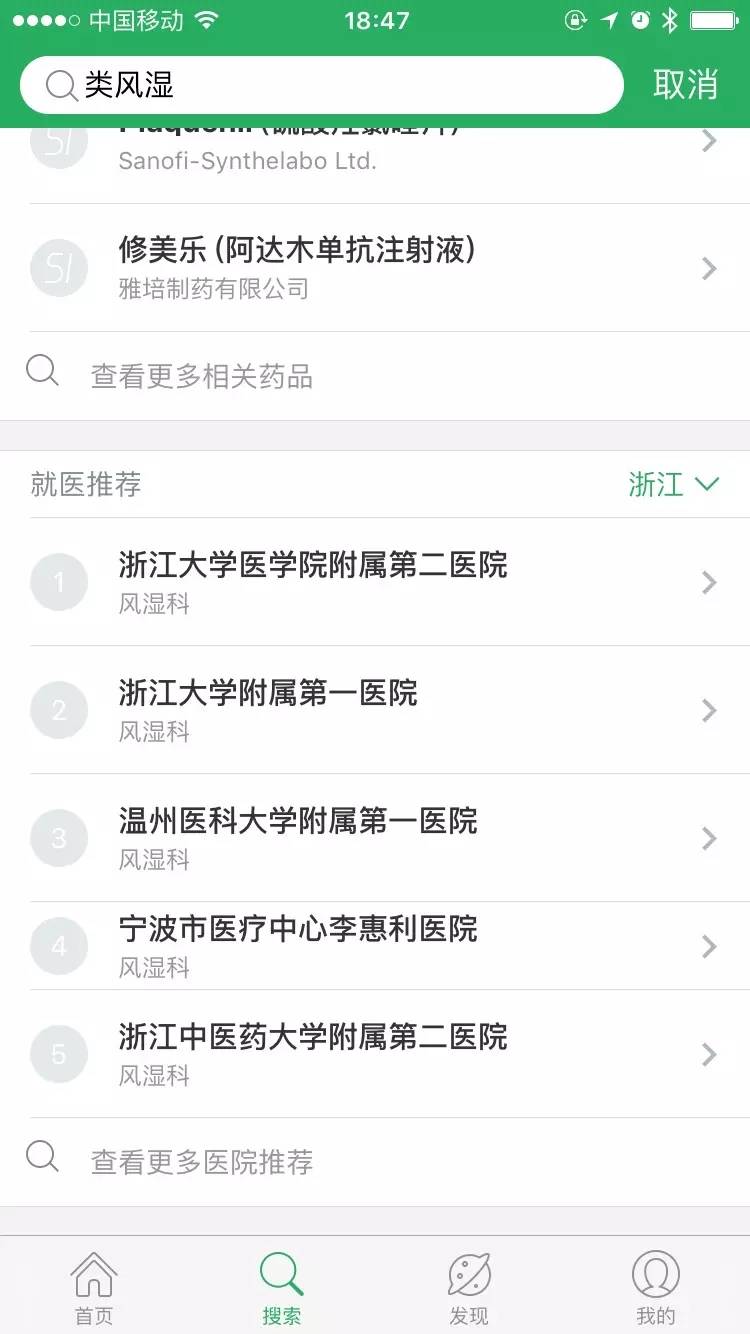 中国移动
18:47
类风湿
取消
Sanofi-Synthelabo Ltd.
修美乐(阿达木单抗注射液)
雅培制药有限公司
查看更多相关药品
就医推荐
浙江
1
浙江大学医学院附属第二医院
风湿科
2
浙江大学附属第一医院
风湿科
3
温州医科大学附属第一医院
风湿科
4
宁波市医疗中心李惠利医院
风湿科
5
浙江中医药大学附属第二医院
风湿科
查看更多医院推荐
首页
搜索
发现
我的